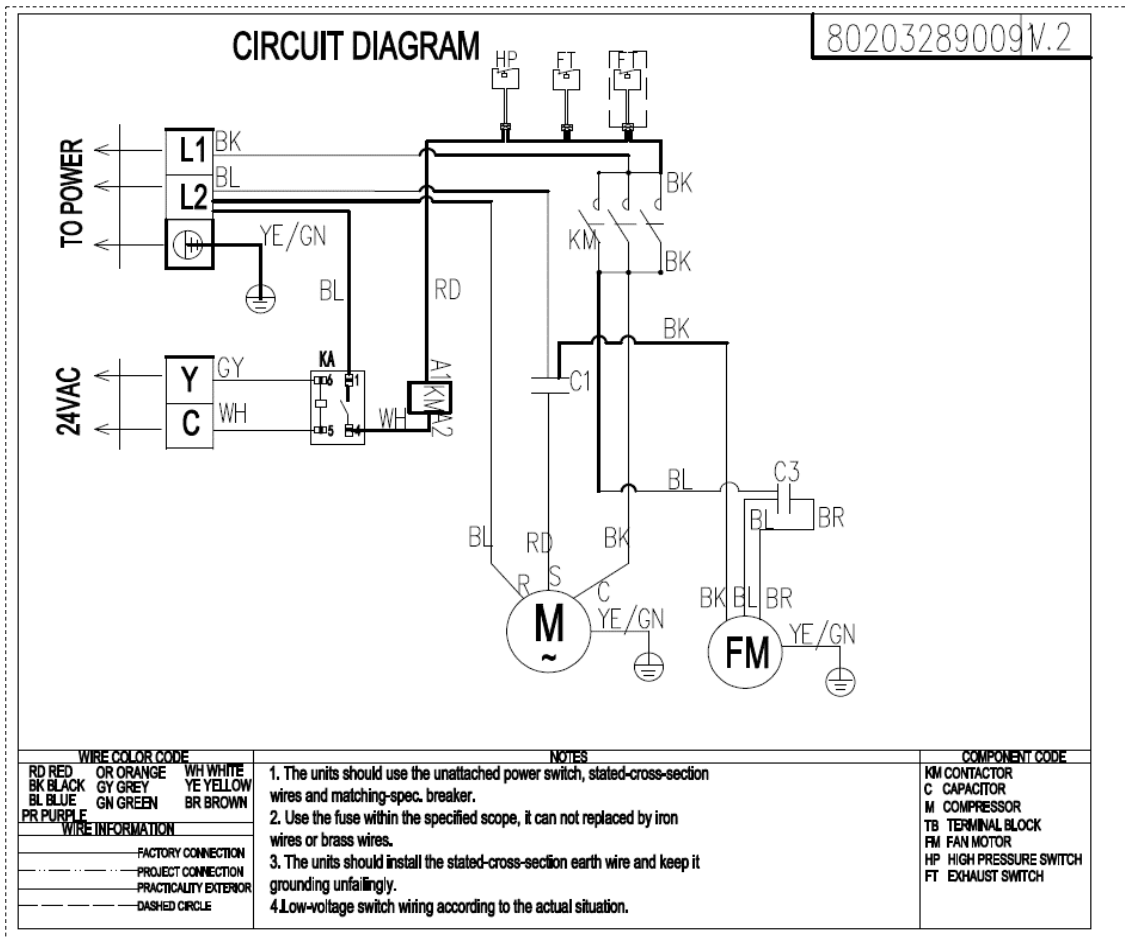 CIRCUIT DIAGRAM
802032890091 V.2
HP FT FT
TO POWER
L1 BK
L2 BL
YE/GN
BK
KM
BK
BL RD
BK
24VAC
Y GY
C WH
KA
6 1
5 4
WH
A1 KM A2
C1
BL
C3
BL BR
BL RD BK
R S C
M
~
YE/GN
BK BL BR
FM
YE/GN
WIRE COLOR CODE
RD RED OR ORANGE WH WHITE
BK BLACK GY GREY YE YELLOW
BL BLUE GN GREEN BR BROWN
PR PURPLE
WIRE INFORMATION
FACTORY CONNECTION
PROJECT CONNECTION
PRACTICALITY EXTERIOR
DASHED CIRCLE
NOTES
1. The units should use the unattached power switch, stated-cross-section
wires and matching-spec. breaker.
2. Use the fuse within the specified scope, it can not replaced by iron
wires or brass wires.
3. The units should install the stated-cross-section earth wire and keep it
grounding unfailingly.
4.Low-voltage switch wiring according to the actual situation.
COMPONENT CODE
KM CONTACTOR
C CAPACITOR
M COMPRESSOR
TB TERMINAL BLOCK
FM FAN MOTOR
HP HIGH PRESSURE SWITCH
FT EXHAUST SWITCH